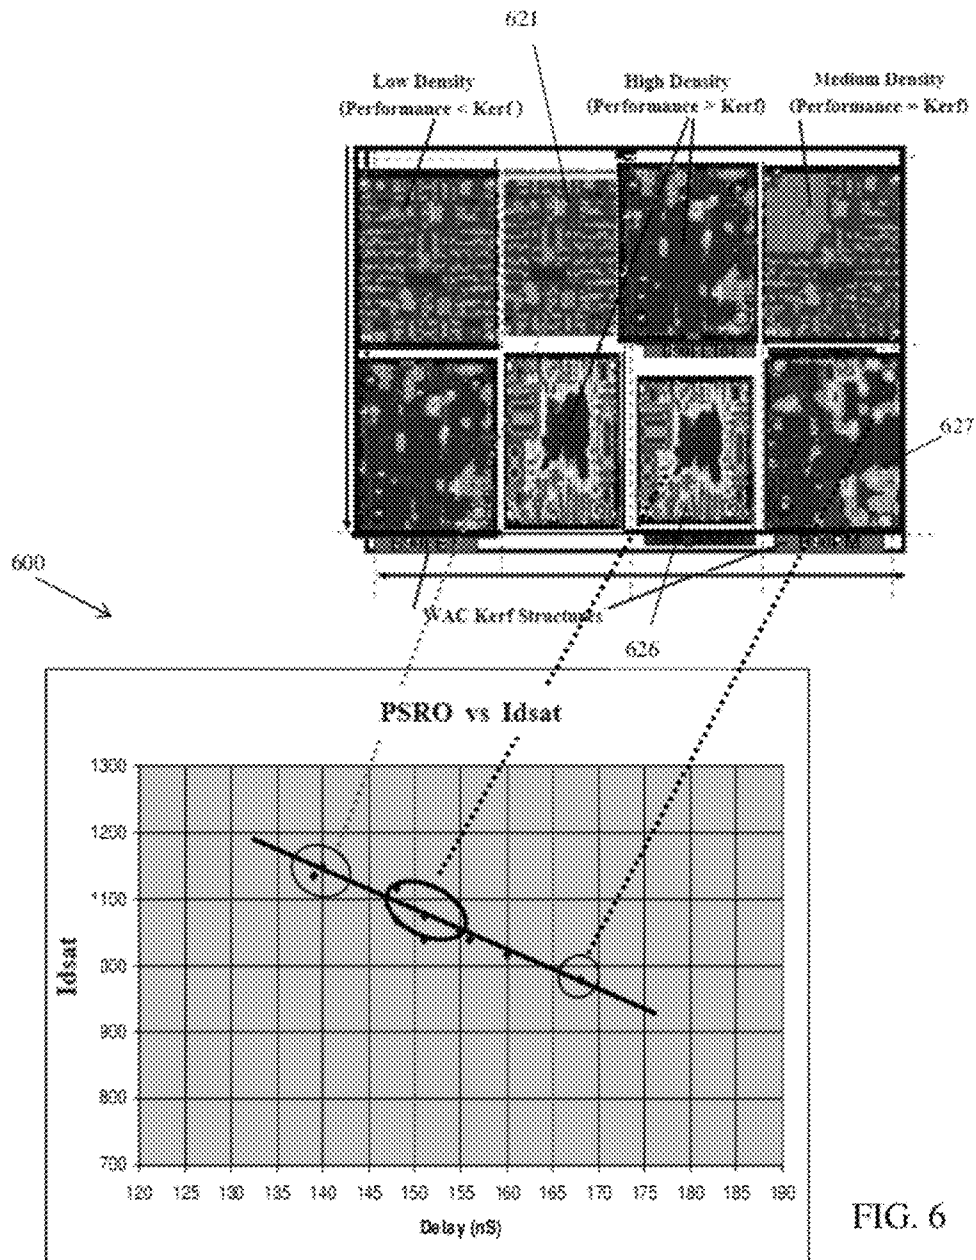 621
Low Density
(Performance < Kerf)
High Density
(Performance > Kerf)
Medium Density
(Performance = Kerf)
627
600
WAC Kerf Structures
626
PSRO vs Idsat
1300
1200
1100
900
900
800
700
Idsat
120 125 130 135 140 145 150 155 160 165 170 175 180 185 190
Delay (nS)
FIG. 6